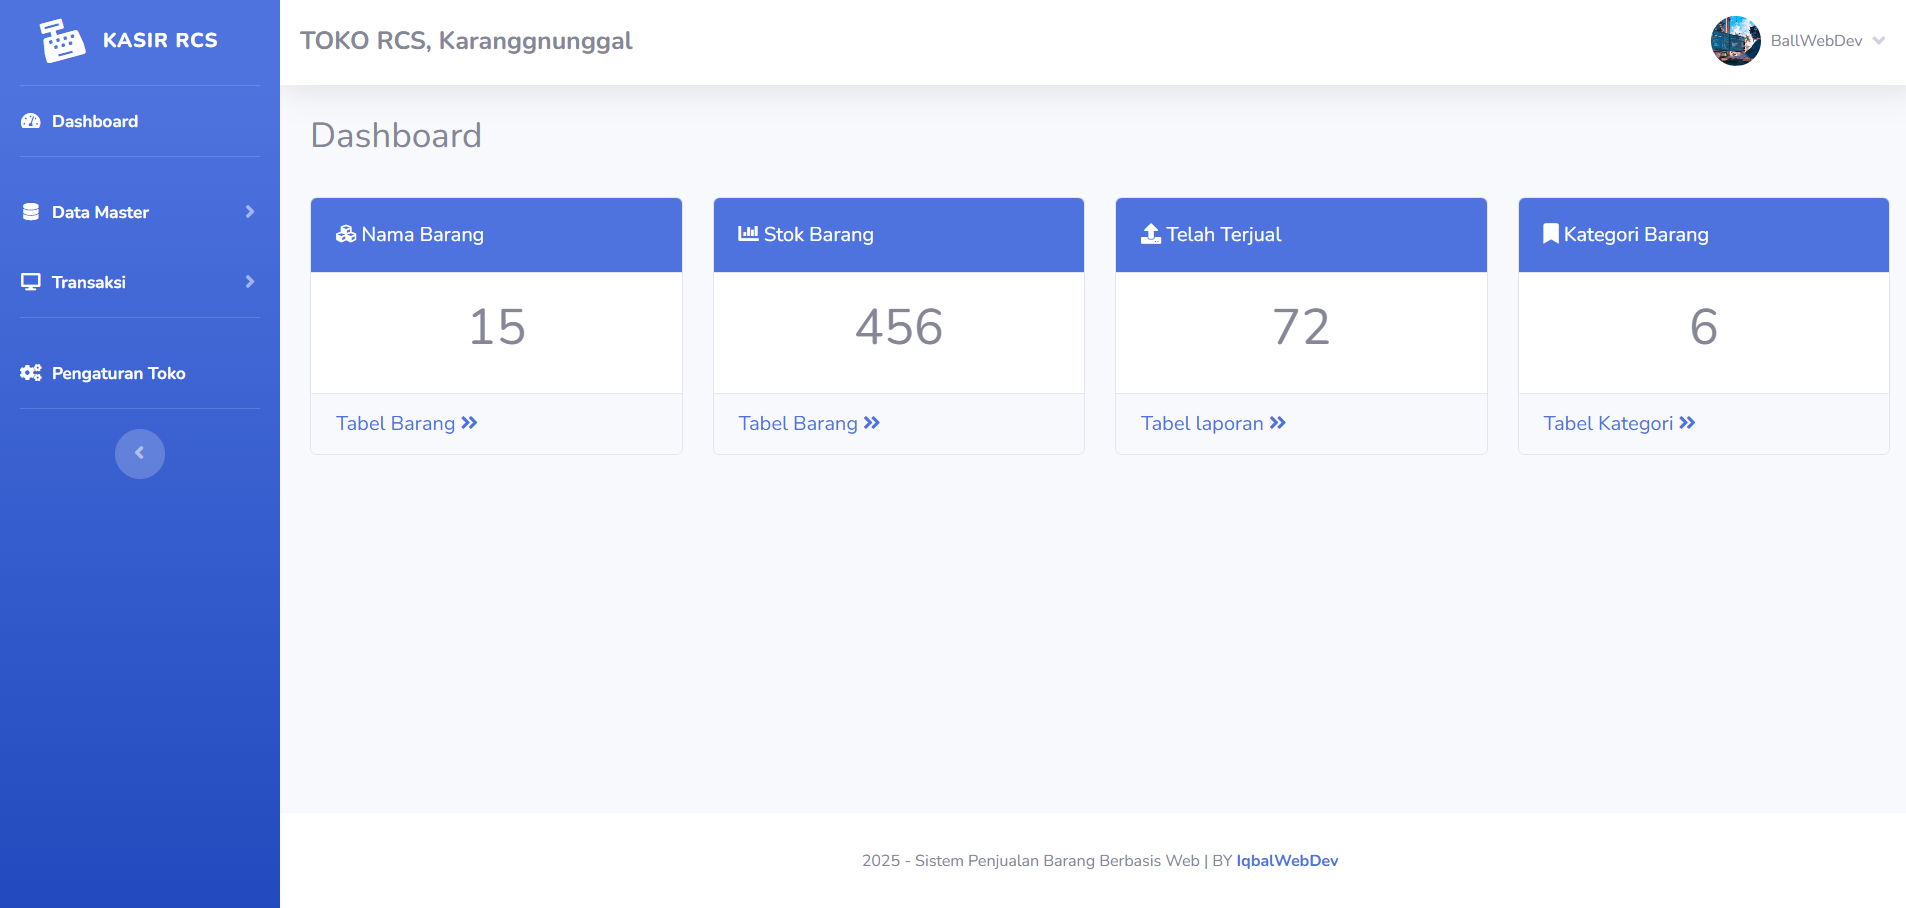 KASIR RCS
TOKO RCS, Karanggnunggal
BallWebDev
Dashboard
Data Master
Transaksi
Pengaturan Toko
Dashboard
Nama Barang
15
Tabel Barang
Stok Barang
456
Tabel Barang
Telah Terjual
72
Tabel laporan
Kategori Barang
6
Tabel Kategori
2025 - Sistem Penjualan Barang Berbasis Web | BY IqbalWebDev